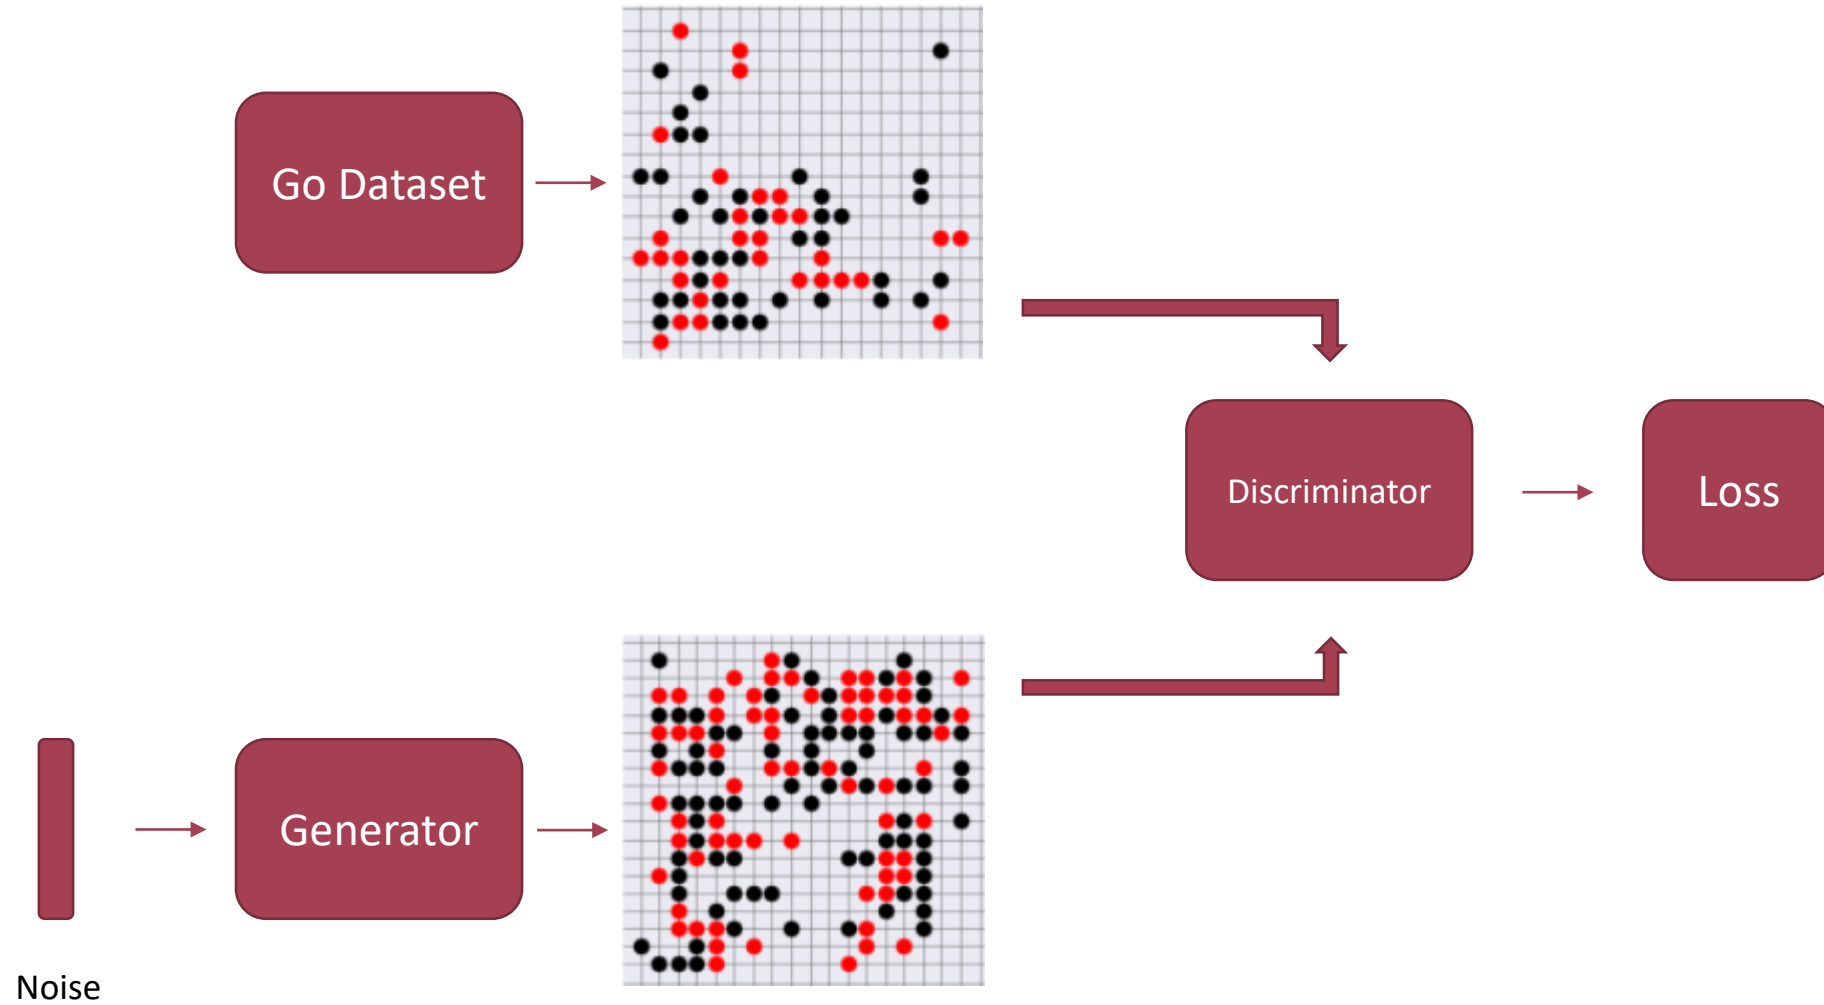 Go Dataset
Discriminator
Loss
Generator
Noise